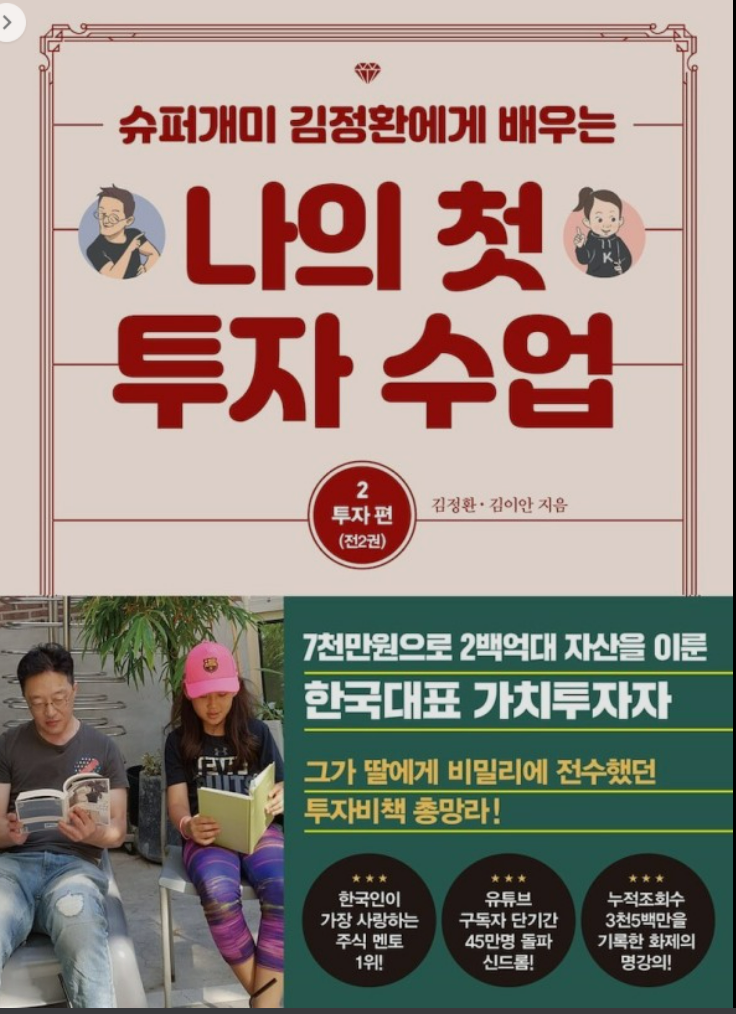 슈퍼개미 김정환에게 배우는
나의 첫
투자 수업
K
2
투자 편
(전2권)
김정환 · 김이안 지음
7천만원으로 2백억대 자산을 이룬
한국대표 가치투자자
그가 딸에게 비밀리에 전수했던
투자비책 총망라!
한국인이
가장 사랑하는
주식 멘토
1위!
유튜브
구독자 단기간
45만명 돌파
신드롬!
누적조회수
3천5백만을
기록한 화제의
명강의!